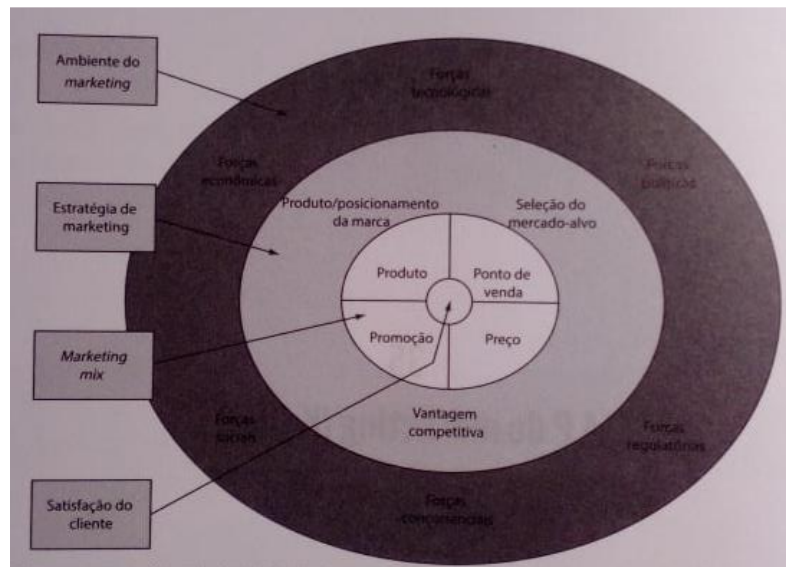 Ambiente do
marketing
Forças
tecnológicas
Forças
econômicas
Forças
políticas
Estratégia de
marketing
Produto/posicionamento
da marca
Seleção do
mercado-alvo
Produto
Ponto de
venda
Promoção
Preço
Marketing
mix
Vantagem
competitiva
Forças
sociais
Forças
regulatórias
Satisfação do
cliente
Forças
concorrenciais